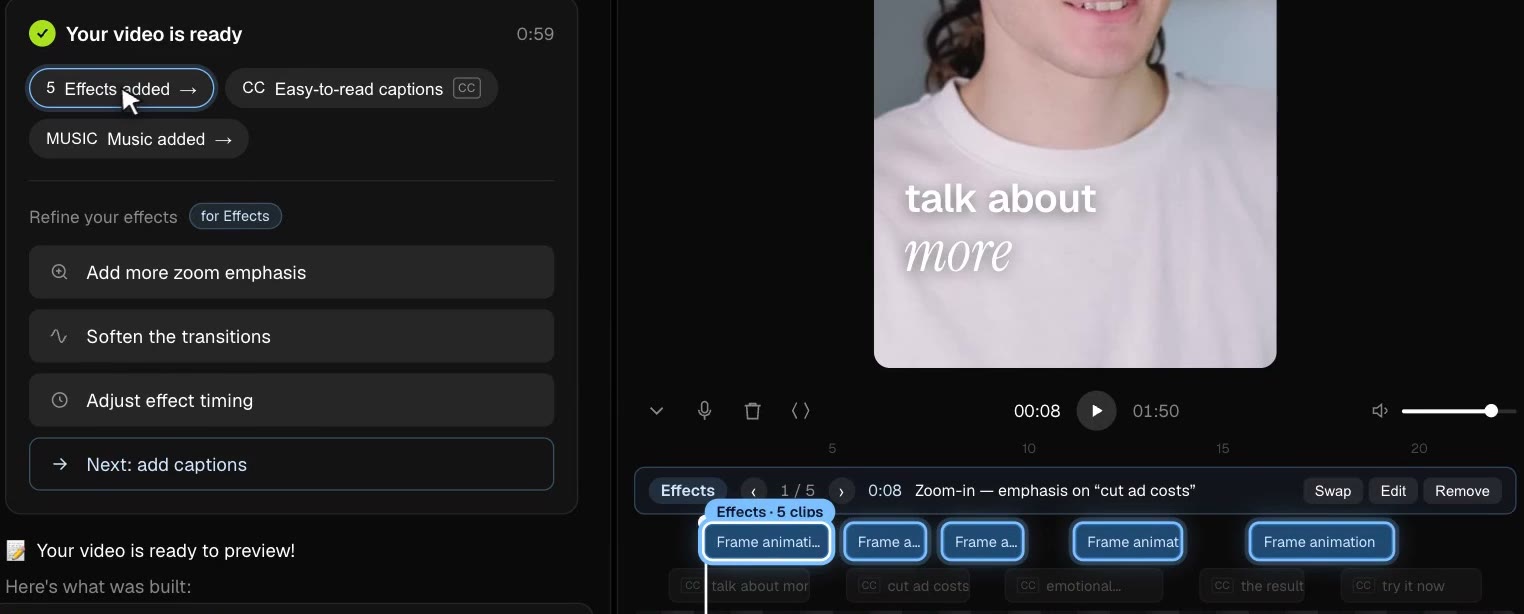 Your video is ready 0:59
5 Effects added →
CC Easy-to-read captions CC
MUSIC Music added →
Refine your effects for Effects
Add more zoom emphasis
Soften the transitions
Adjust effect timing
→ Next: add captions
📝 Your video is ready to preview!
Here's what was built:
talk about
more
00:08 01:50
5 10 15 20
Effects ‹ 1 / 5 › 0:08 Zoom-in — emphasis on “cut ad costs” Swap Edit Remove
Effects · 5 clips
Frame animati... Frame a... Frame a... Frame animat Frame animation
CC talk about mor CC cut ad costs CC emotional... CC the result CC try it now